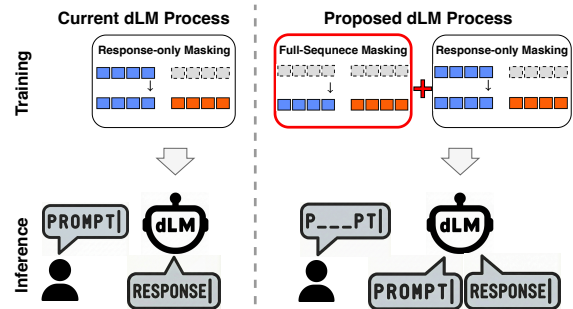 Current dLM Process
Proposed dLM Process
Training
Response-only Masking
Full-Sequnece Masking
Response-only Masking
Inference
PROMPT|
dLM
RESPONSE|
P___PT|
dLM
PROMPT|
RESPONSE|